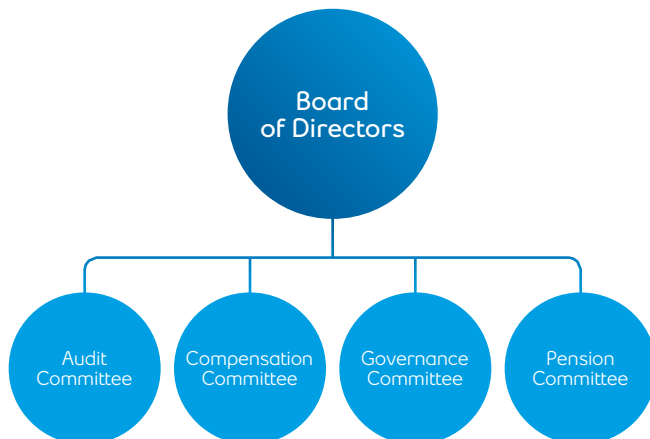 Board
of Directors
Audit
Committee
Compensation
Committee
Governance
Committee
Pension
Committee